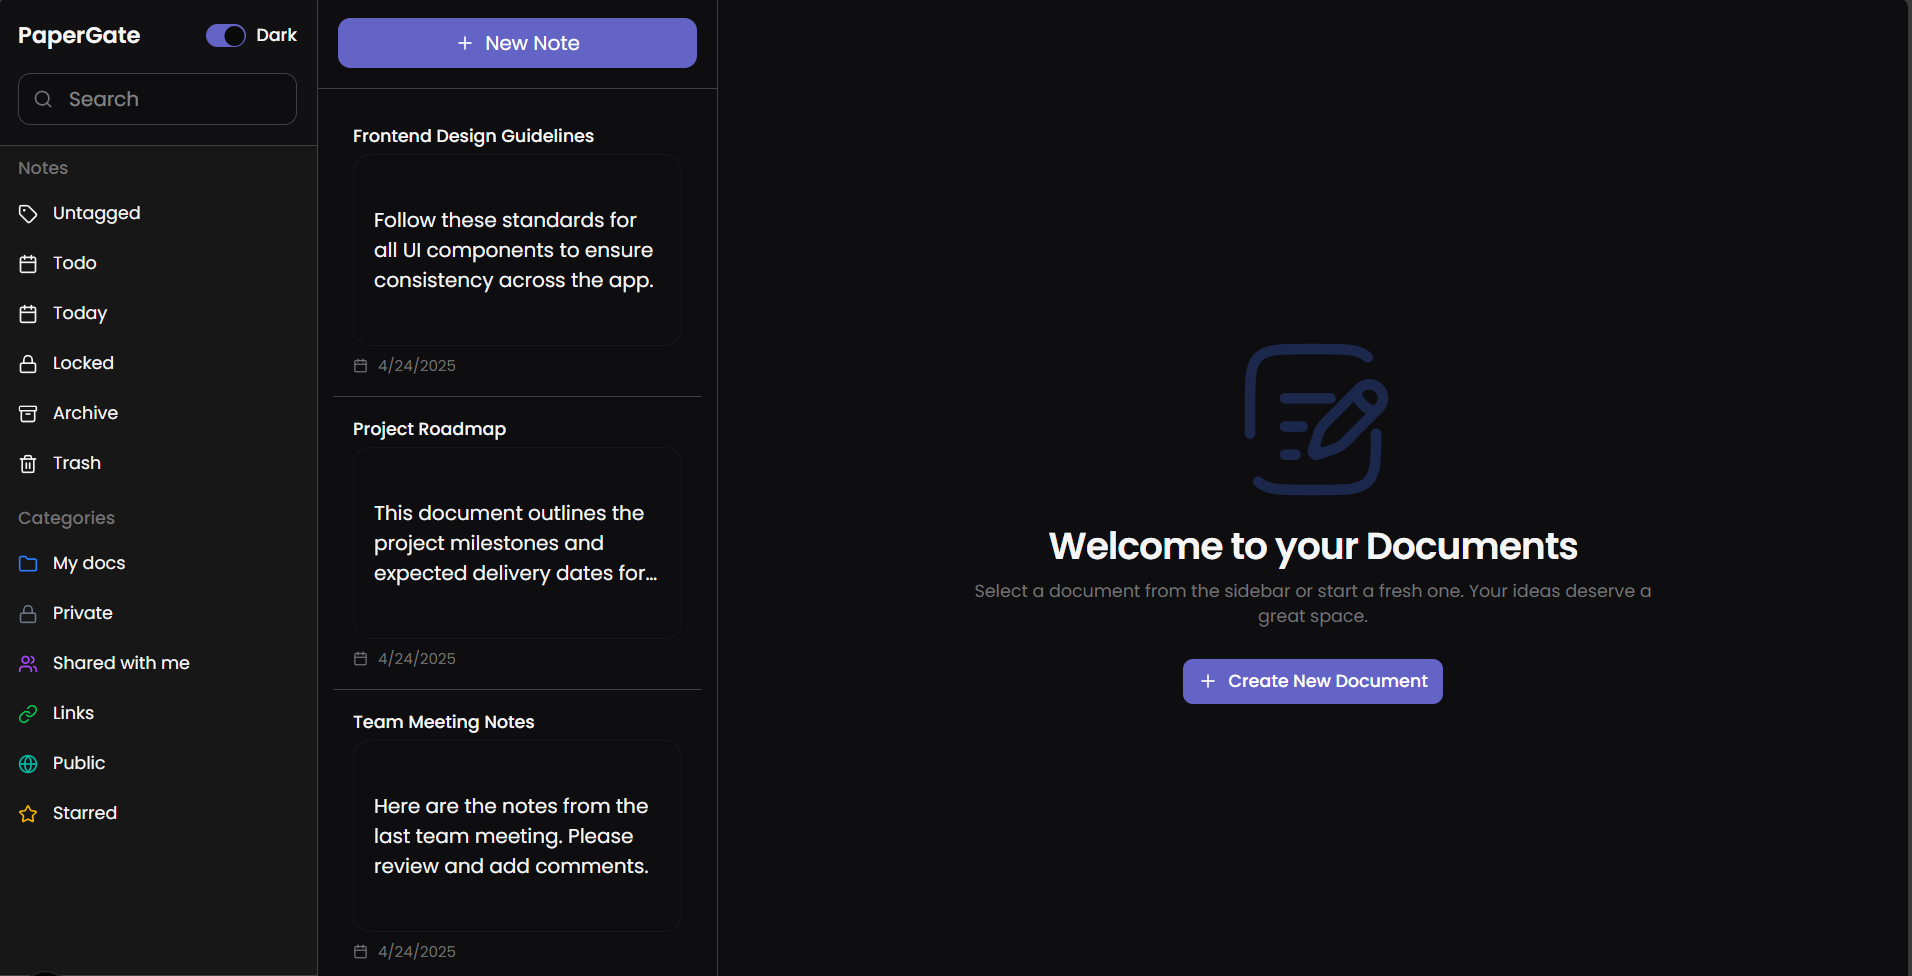 PaperGate
Dark
Search
Notes
Untagged
Todo
Today
Locked
Archive
Trash
Categories
My docs
Private
Shared with me
Links
Public
Starred
New Note
Frontend Design Guidelines
Follow these standards for
all UI components to ensure
consistency across the app.
4/24/2025
Project Roadmap
This document outlines the
project milestones and
expected delivery dates for...
4/24/2025
Team Meeting Notes
Here are the notes from the
last team meeting. Please
review and add comments.
4/24/2025
Welcome to your Documents
Select a document from the sidebar or start a fresh one. Your ideas deserve a
great space.
Create New Document